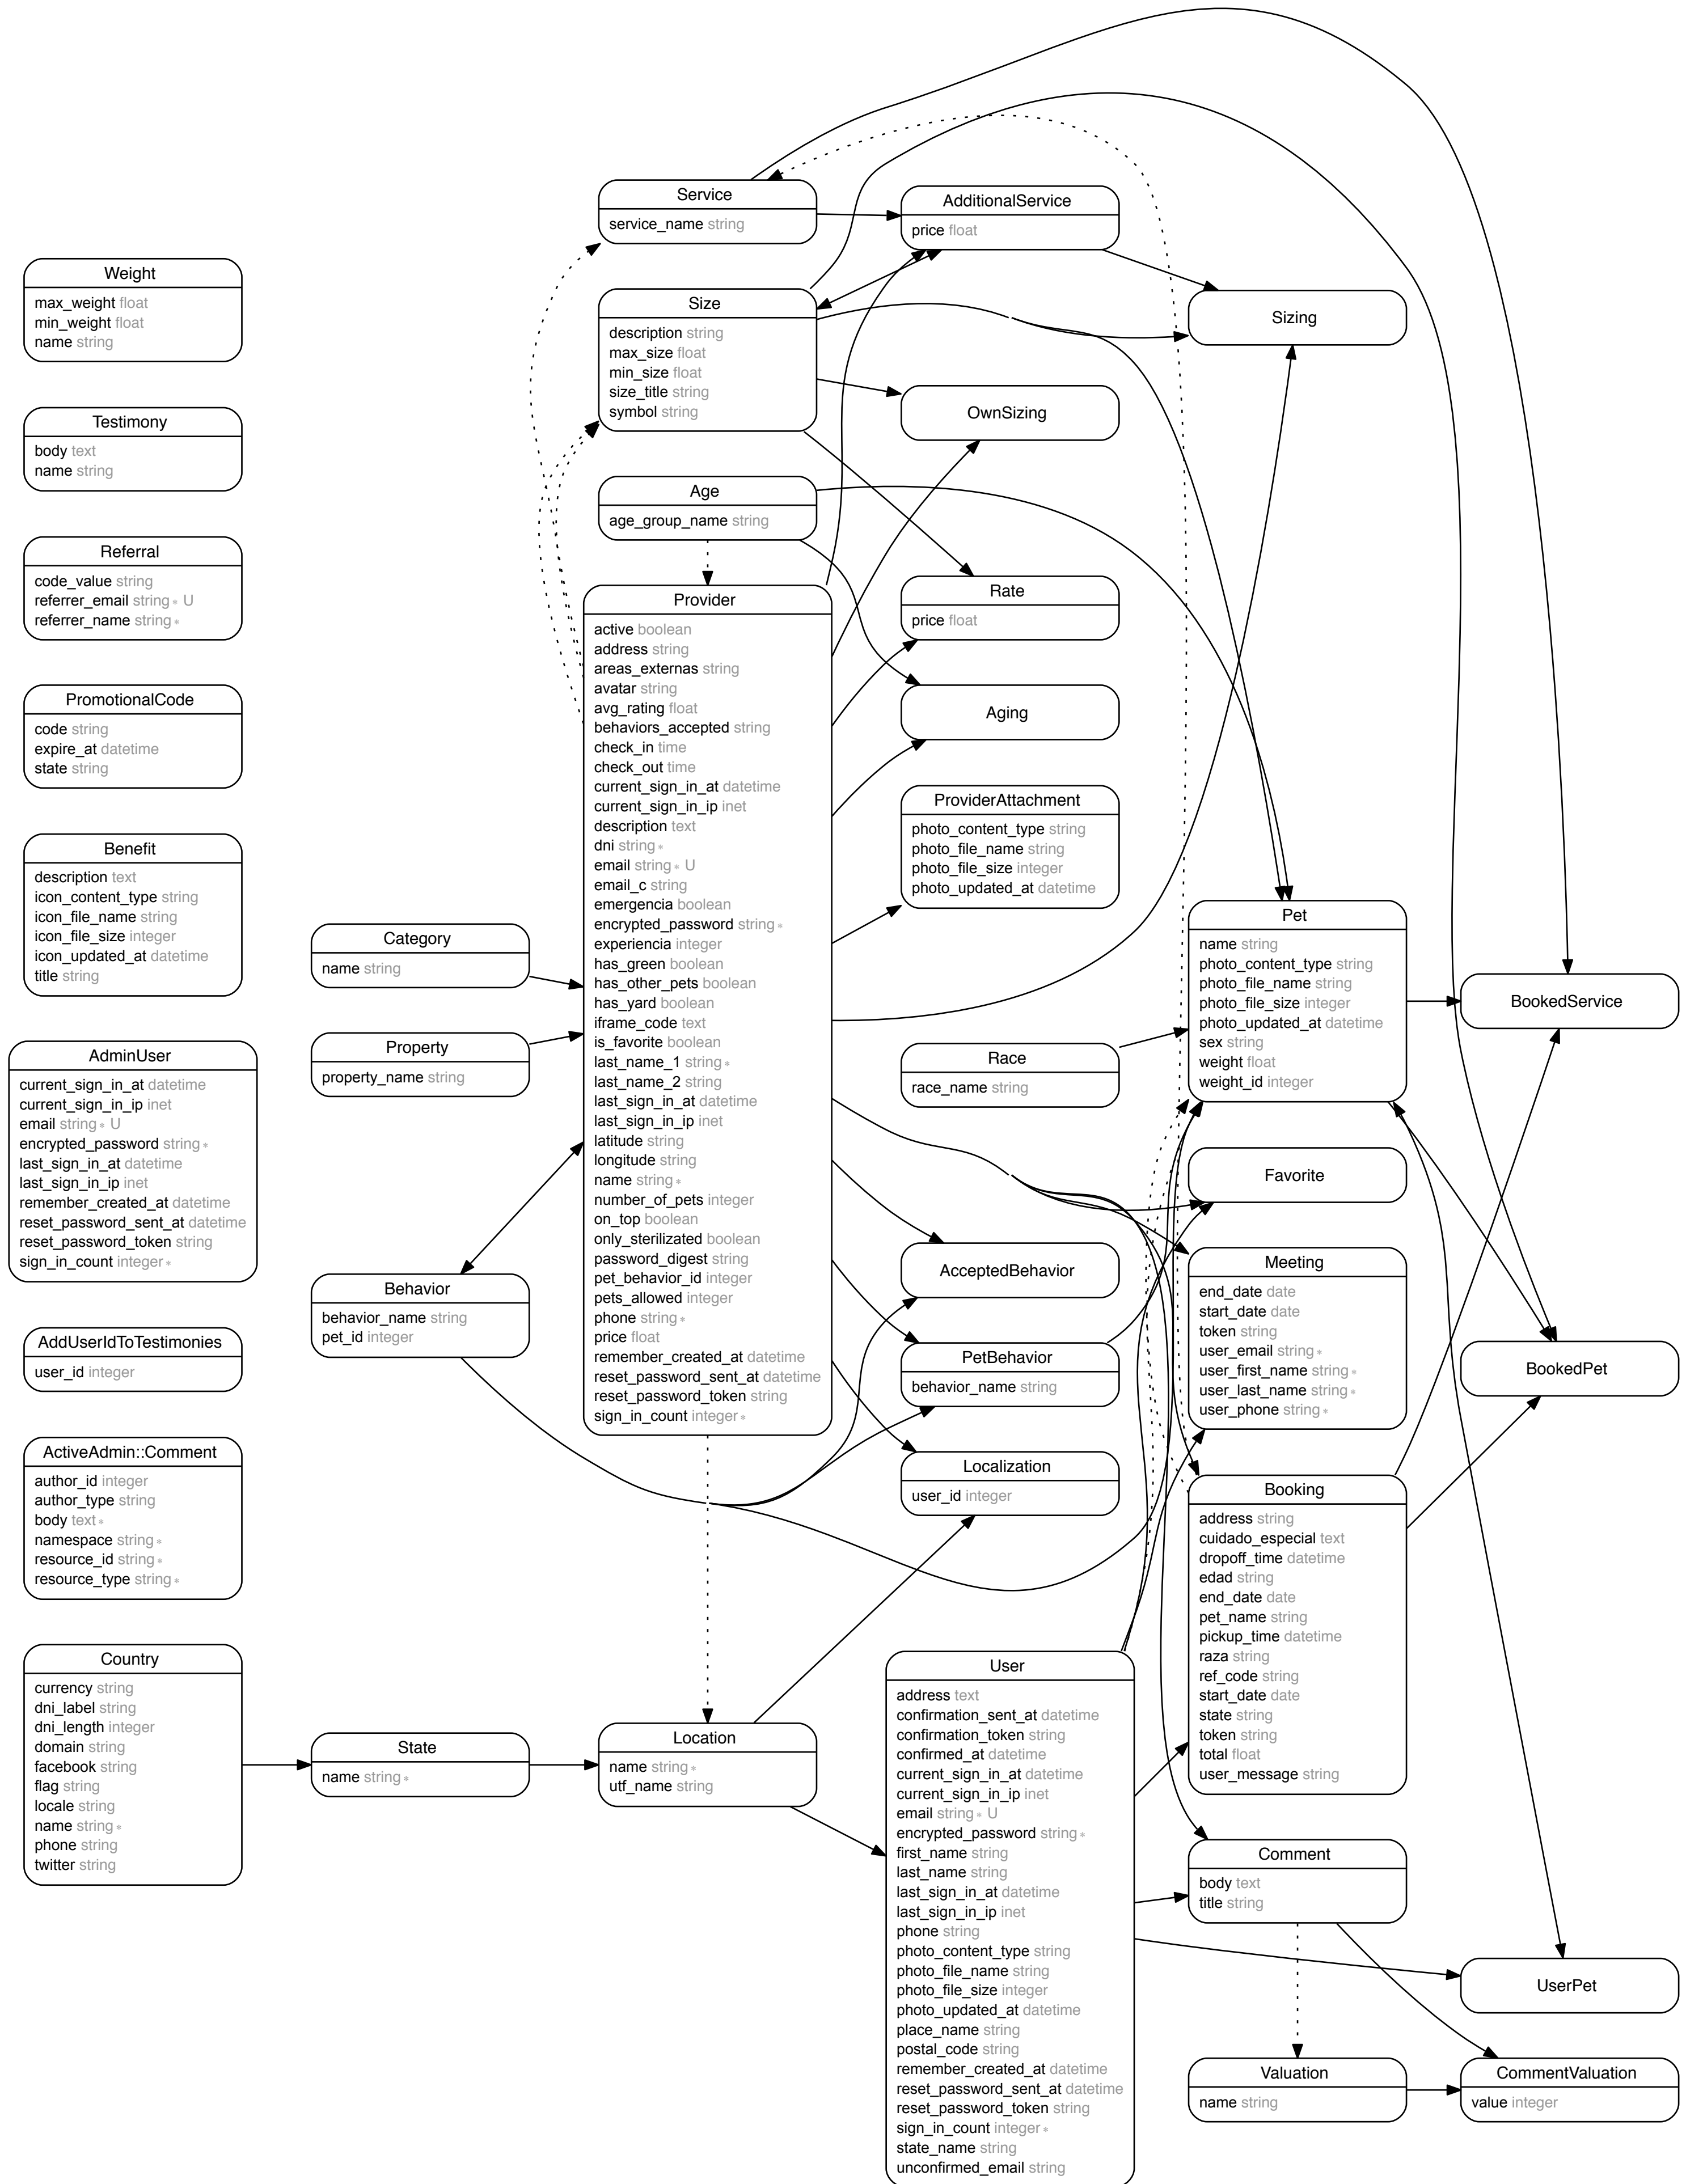 Weight
max_weight float
min_weight float
name string
Testimony
body text
name string
Referral
code_value string
referrer_email string∗ U
referrer_name string∗
PromotionalCode
code string
expire_at datetime
state string
Benefit
description text
icon_content_type string
icon_file_name string
icon_file_size integer
icon_updated_at datetime
title string
AdminUser
current_sign_in_at datetime
current_sign_in_ip inet
email string∗ U
encrypted_password string∗
last_sign_in_at datetime
last_sign_in_ip inet
remember_created_at datetime
reset_password_sent_at datetime
reset_password_token string
sign_in_count integer∗
AddUserIdToTestimonies
user_id integer
ActiveAdmin::Comment
author_id integer
author_type string
body text∗
namespace string∗
resource_id string∗
resource_type string∗
Country
currency string
dni_label string
dni_length integer
domain string
facebook string
flag string
locale string
name string∗
phone string
twitter string
Category
name string
Property
property_name string
Behavior
behavior_name string
pet_id integer
State
name string∗
Service
service_name string
Size
description string
max_size float
min_size float
size_title string
symbol string
Age
age_group_name string
Provider
active boolean
address string
areas_externas string
avatar string
avg_rating float
behaviors_accepted string
check_in time
check_out time
current_sign_in_at datetime
current_sign_in_ip inet
description text
dni string∗
email string∗ U
email_c string
emergencia boolean
encrypted_password string∗
experiencia integer
has_green boolean
has_other_pets boolean
has_yard boolean
iframe_code text
is_favorite boolean
last_name_1 string∗
last_name_2 string
last_sign_in_at datetime
last_sign_in_ip inet
latitude string
longitude string
name string∗
number_of_pets integer
on_top boolean
only_sterilizated boolean
password_digest string
pet_behavior_id integer
pets_allowed integer
phone string∗
price float
remember_created_at datetime
reset_password_sent_at datetime
reset_password_token string
sign_in_count integer∗
Location
name string∗
utf_name string
AdditionalService
price float
OwnSizing
Rate
price float
Aging
ProviderAttachment
photo_content_type string
photo_file_name string
photo_file_size integer
photo_updated_at datetime
Race
race_name string
AcceptedBehavior
PetBehavior
behavior_name string
Localization
user_id integer
User
address text
confirmation_sent_at datetime
confirmation_token string
confirmed_at datetime
current_sign_in_at datetime
current_sign_in_ip inet
email string∗ U
encrypted_password string∗
first_name string
last_name string
last_sign_in_at datetime
last_sign_in_ip inet
phone string
photo_content_type string
photo_file_name string
photo_file_size integer
photo_updated_at datetime
place_name string
postal_code string
remember_created_at datetime
reset_password_sent_at datetime
reset_password_token string
sign_in_count integer∗
state_name string
unconfirmed_email string
Sizing
Pet
name string
photo_content_type string
photo_file_name string
photo_file_size integer
photo_updated_at datetime
sex string
weight float
weight_id integer
Favorite
Meeting
end_date date
start_date date
token string
user_email string∗
user_first_name string∗
user_last_name string∗
user_phone string∗
Booking
address string
cuidado_especial text
dropoff_time datetime
edad string
end_date date
pet_name string
pickup_time datetime
raza string
ref_code string
start_date date
state string
token string
total float
user_message string
Comment
body text
title string
Valuation
name string
BookedService
BookedPet
UserPet
CommentValuation
value integer